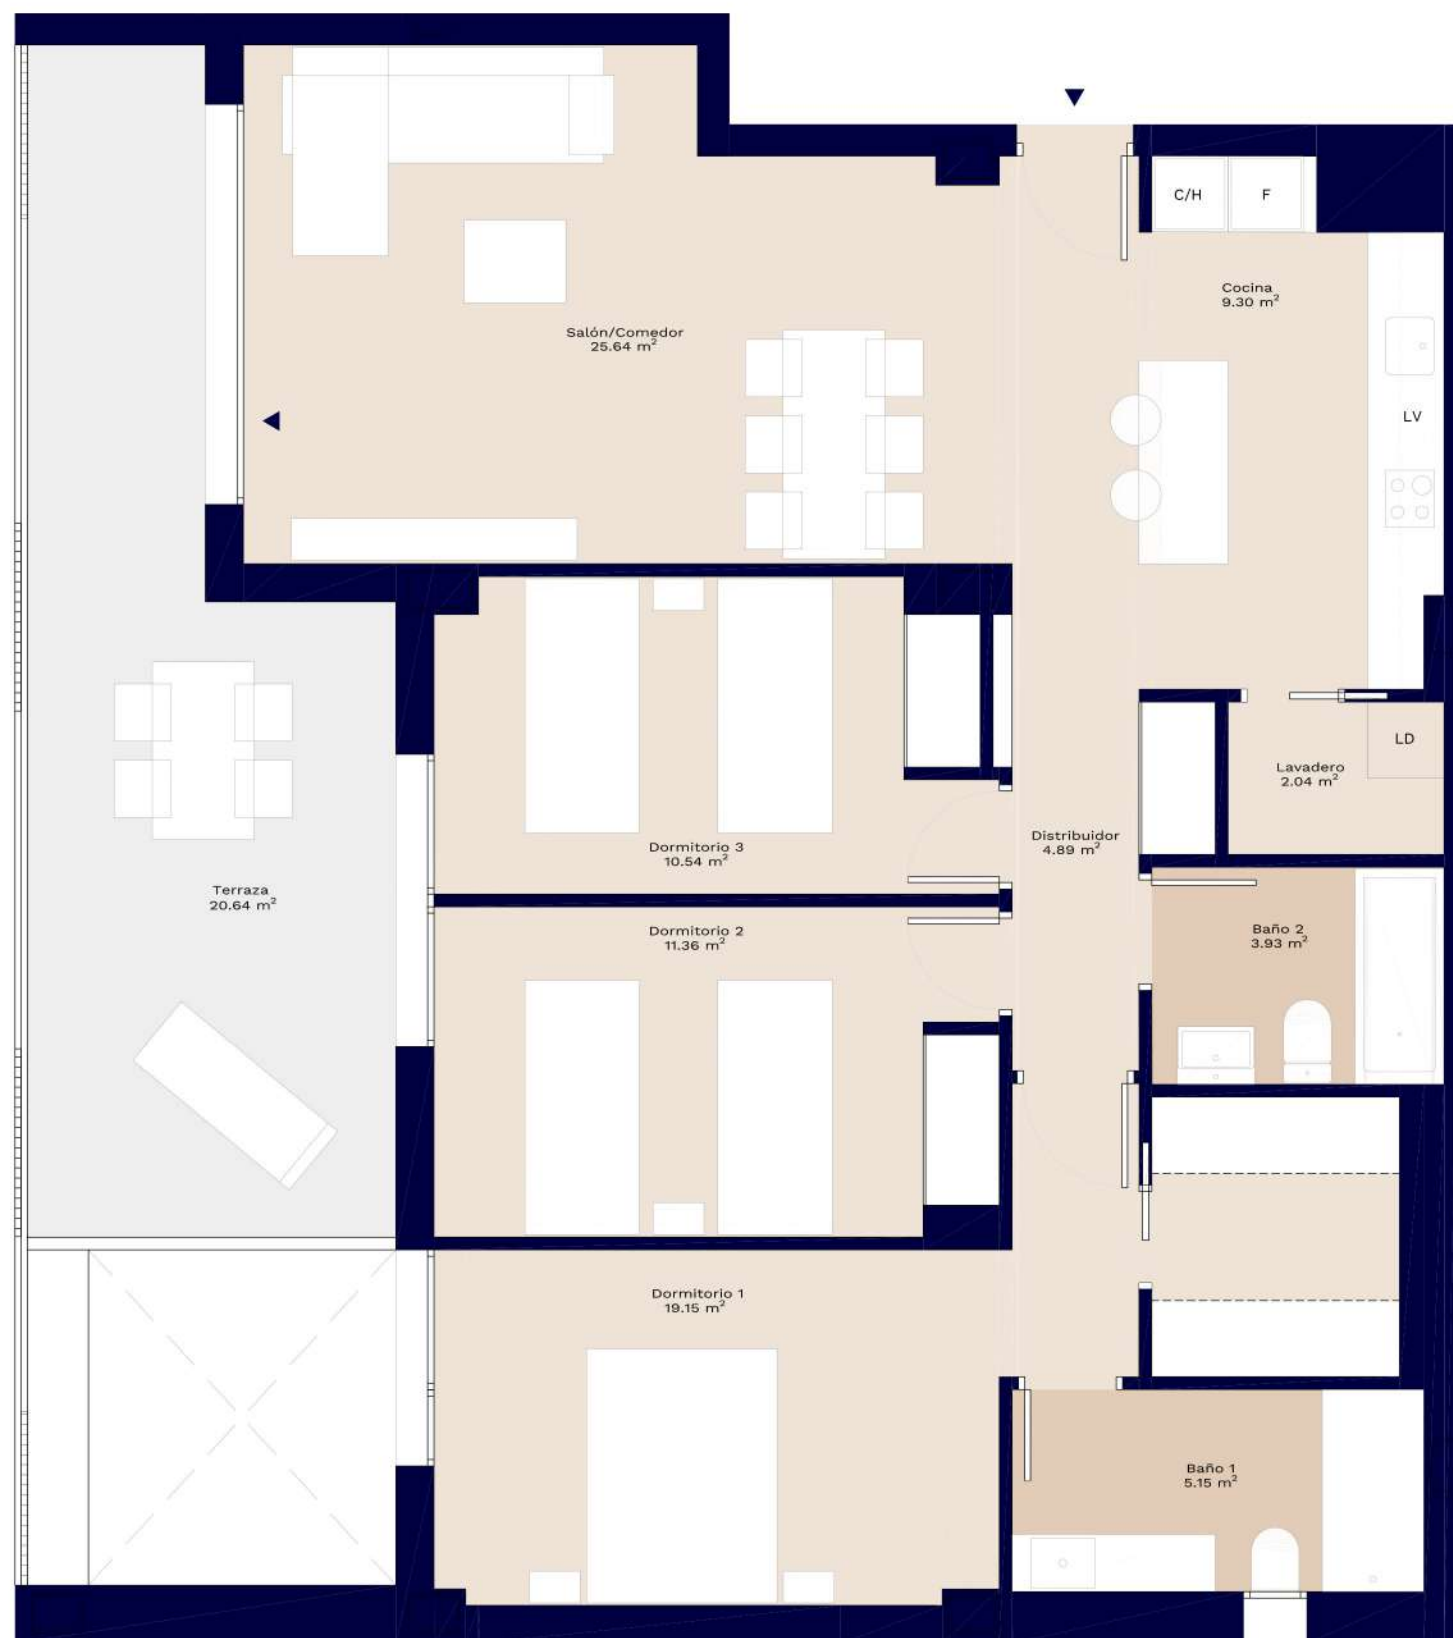 C/H
F
Cocina
9.30 m²
Salón/Comedor
25.64 m²
LV
LD
Lavadero
2.04 m²
Distribuidor
4.89 m²
Dormitorio 3
10.54 m²
Terraza
20.64 m²
Dormitorio 2
11.36 m²
Baño 2
3.93 m²
Dormitorio 1
19.15 m²
Baño 1
5.15 m²